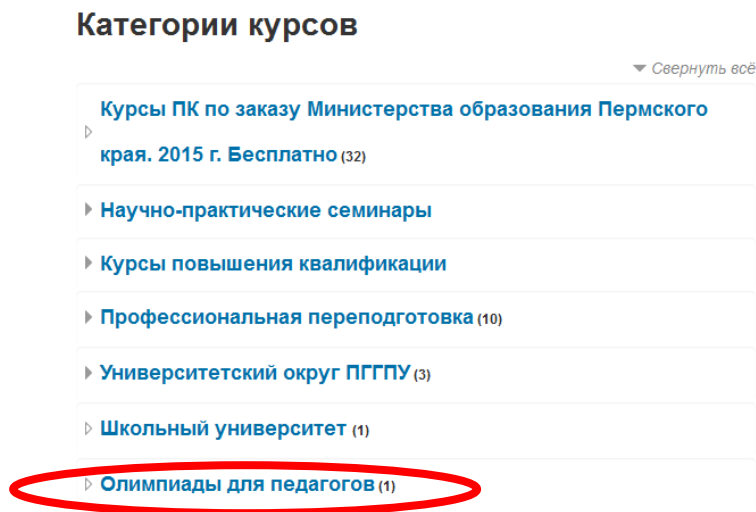 Категории курсов
Свернуть всё
Курсы ПК по заказу Министерства образования Пермского
края. 2015 г. Бесплатно (32)
Научно-практические семинары
Курсы повышения квалификации
Профессиональная переподготовка (10)
Университетский округ ПГГПУ (3)
Школьный университет (1)
Олимпиады для педагогов (1)